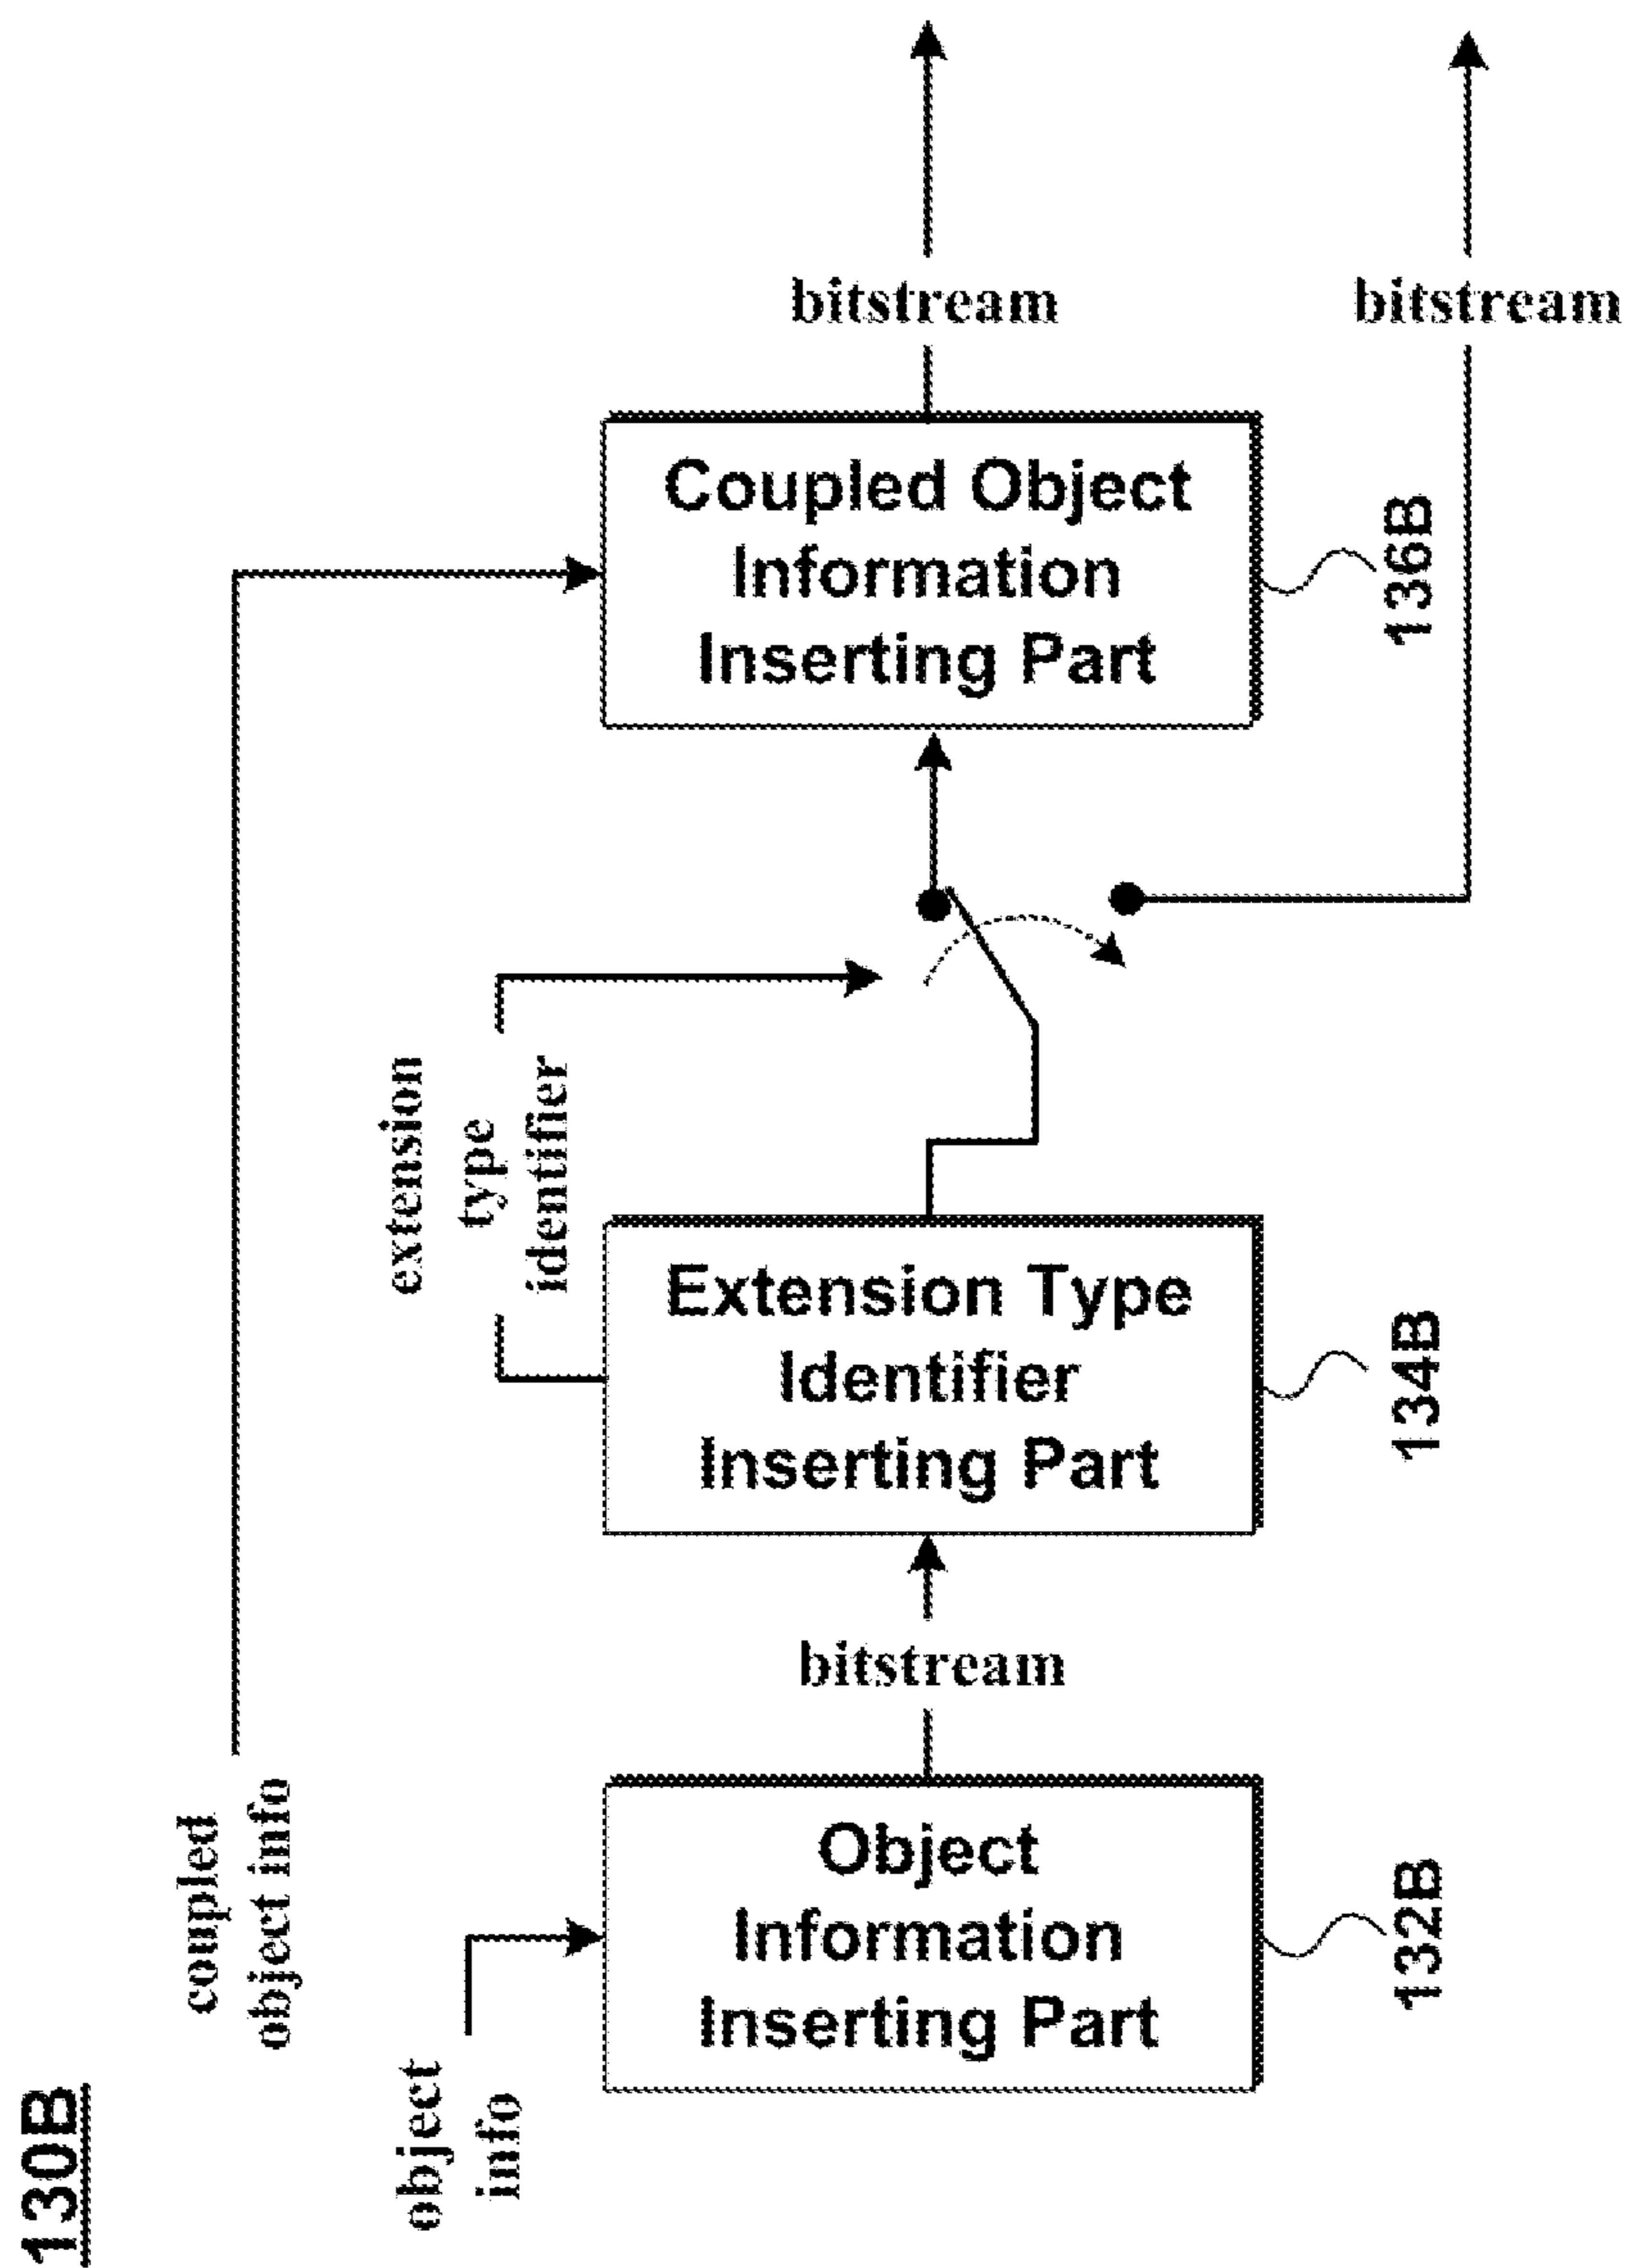 130B
coupled
object info
object
info
Object
Information
Inserting Part
132B
bitstream
extension
type
identifier
Extension Type
Identifier
Inserting Part
134B
Coupled Object
Information
Inserting Part
136B
bitstream
bitstream